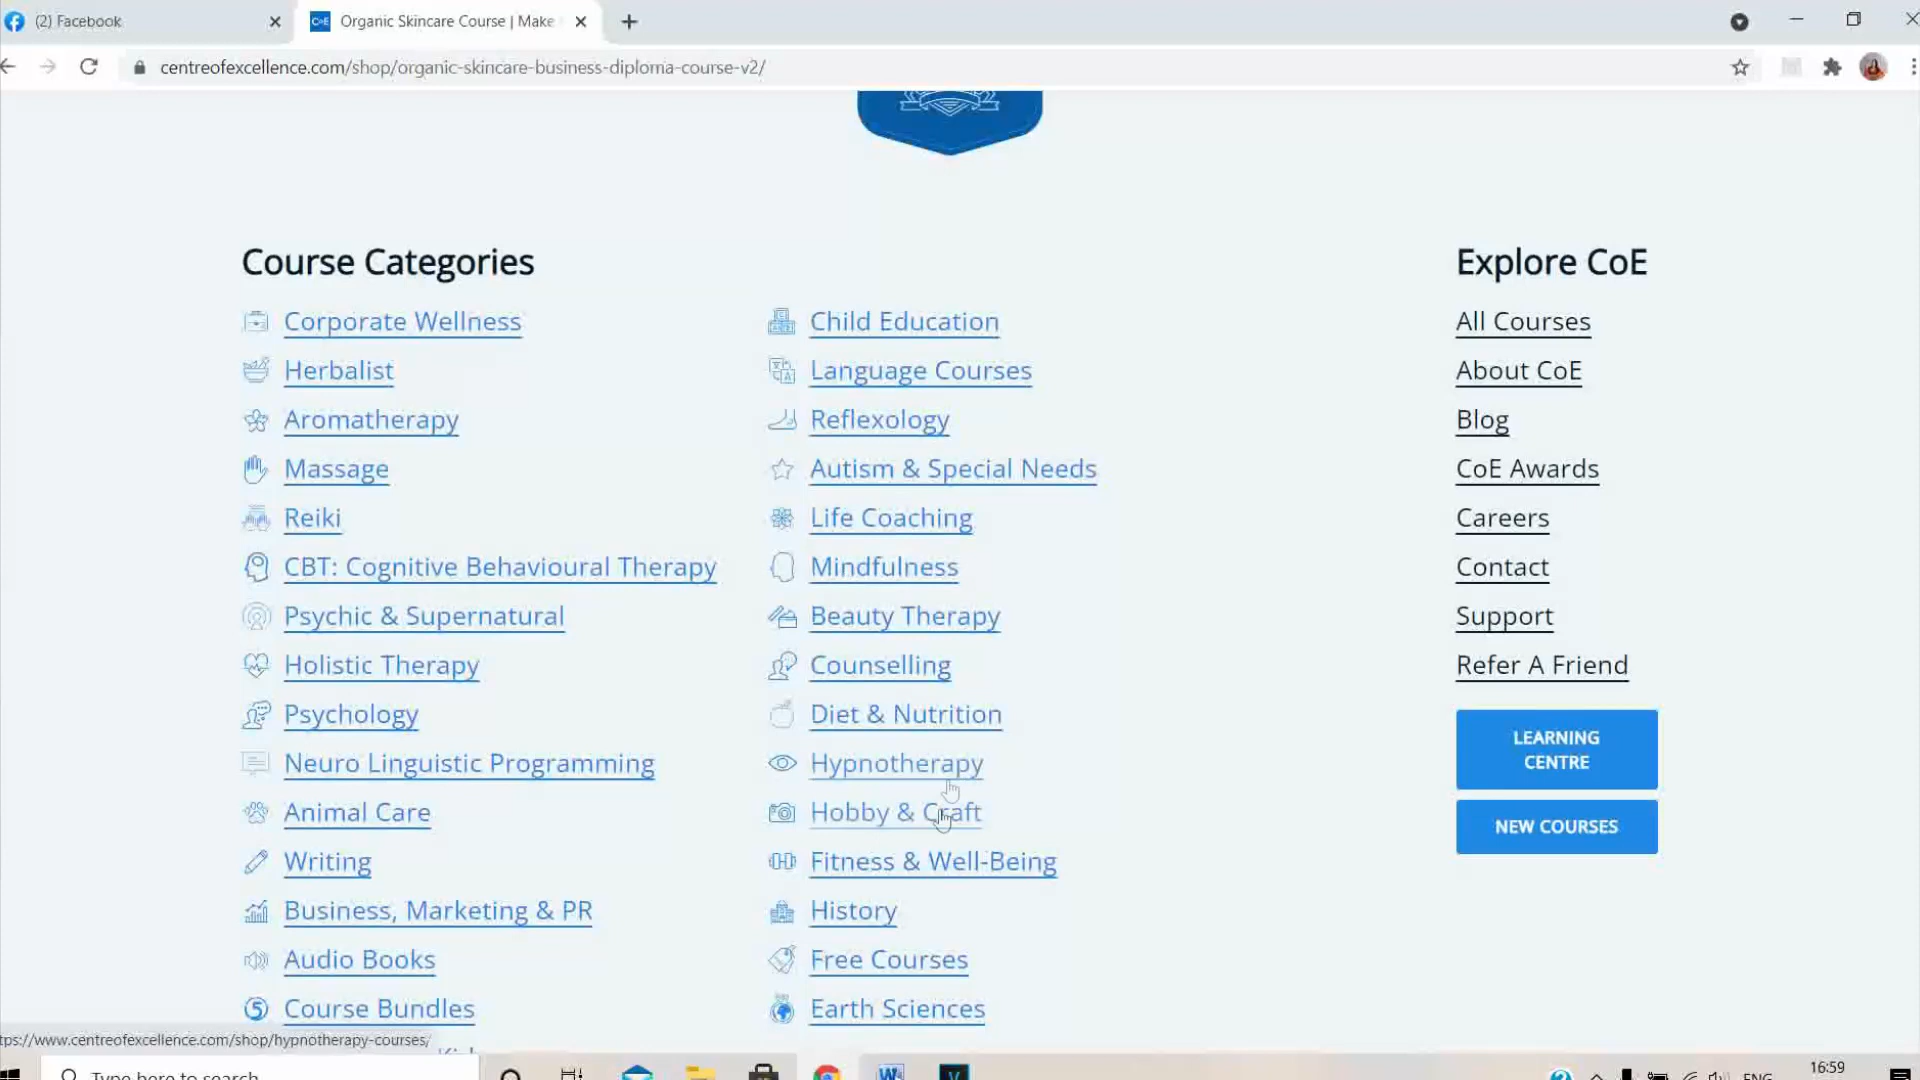 (2) Facebook
Organic Skincare Course | Make
centreofexcellence.com/shop/organic-skincare-business-diploma-course-v2/
Course Categories
Corporate Wellness
Herbalist
Aromatherapy
Massage
Reiki
CBT: Cognitive Behavioural Therapy
Psychic & Supernatural
Holistic Therapy
Psychology
Neuro Linguistic Programming
Animal Care
Writing
Business, Marketing & PR
Audio Books
Course Bundles
Child Education
Language Courses
Reflexology
Autism & Special Needs
Life Coaching
Mindfulness
Beauty Therapy
Counselling
Diet & Nutrition
Hypnotherapy
Hobby & Craft
Fitness & Well-Being
History
Free Courses
Earth Sciences
Explore CoE
All Courses
About CoE
Blog
CoE Awards
Careers
Contact
Support
Refer A Friend
LEARNING
CENTRE
NEW COURSES
tps://www.centreofexcellence.com/shop/hypnotherapy-courses/
Type here to search
ENG
16:59